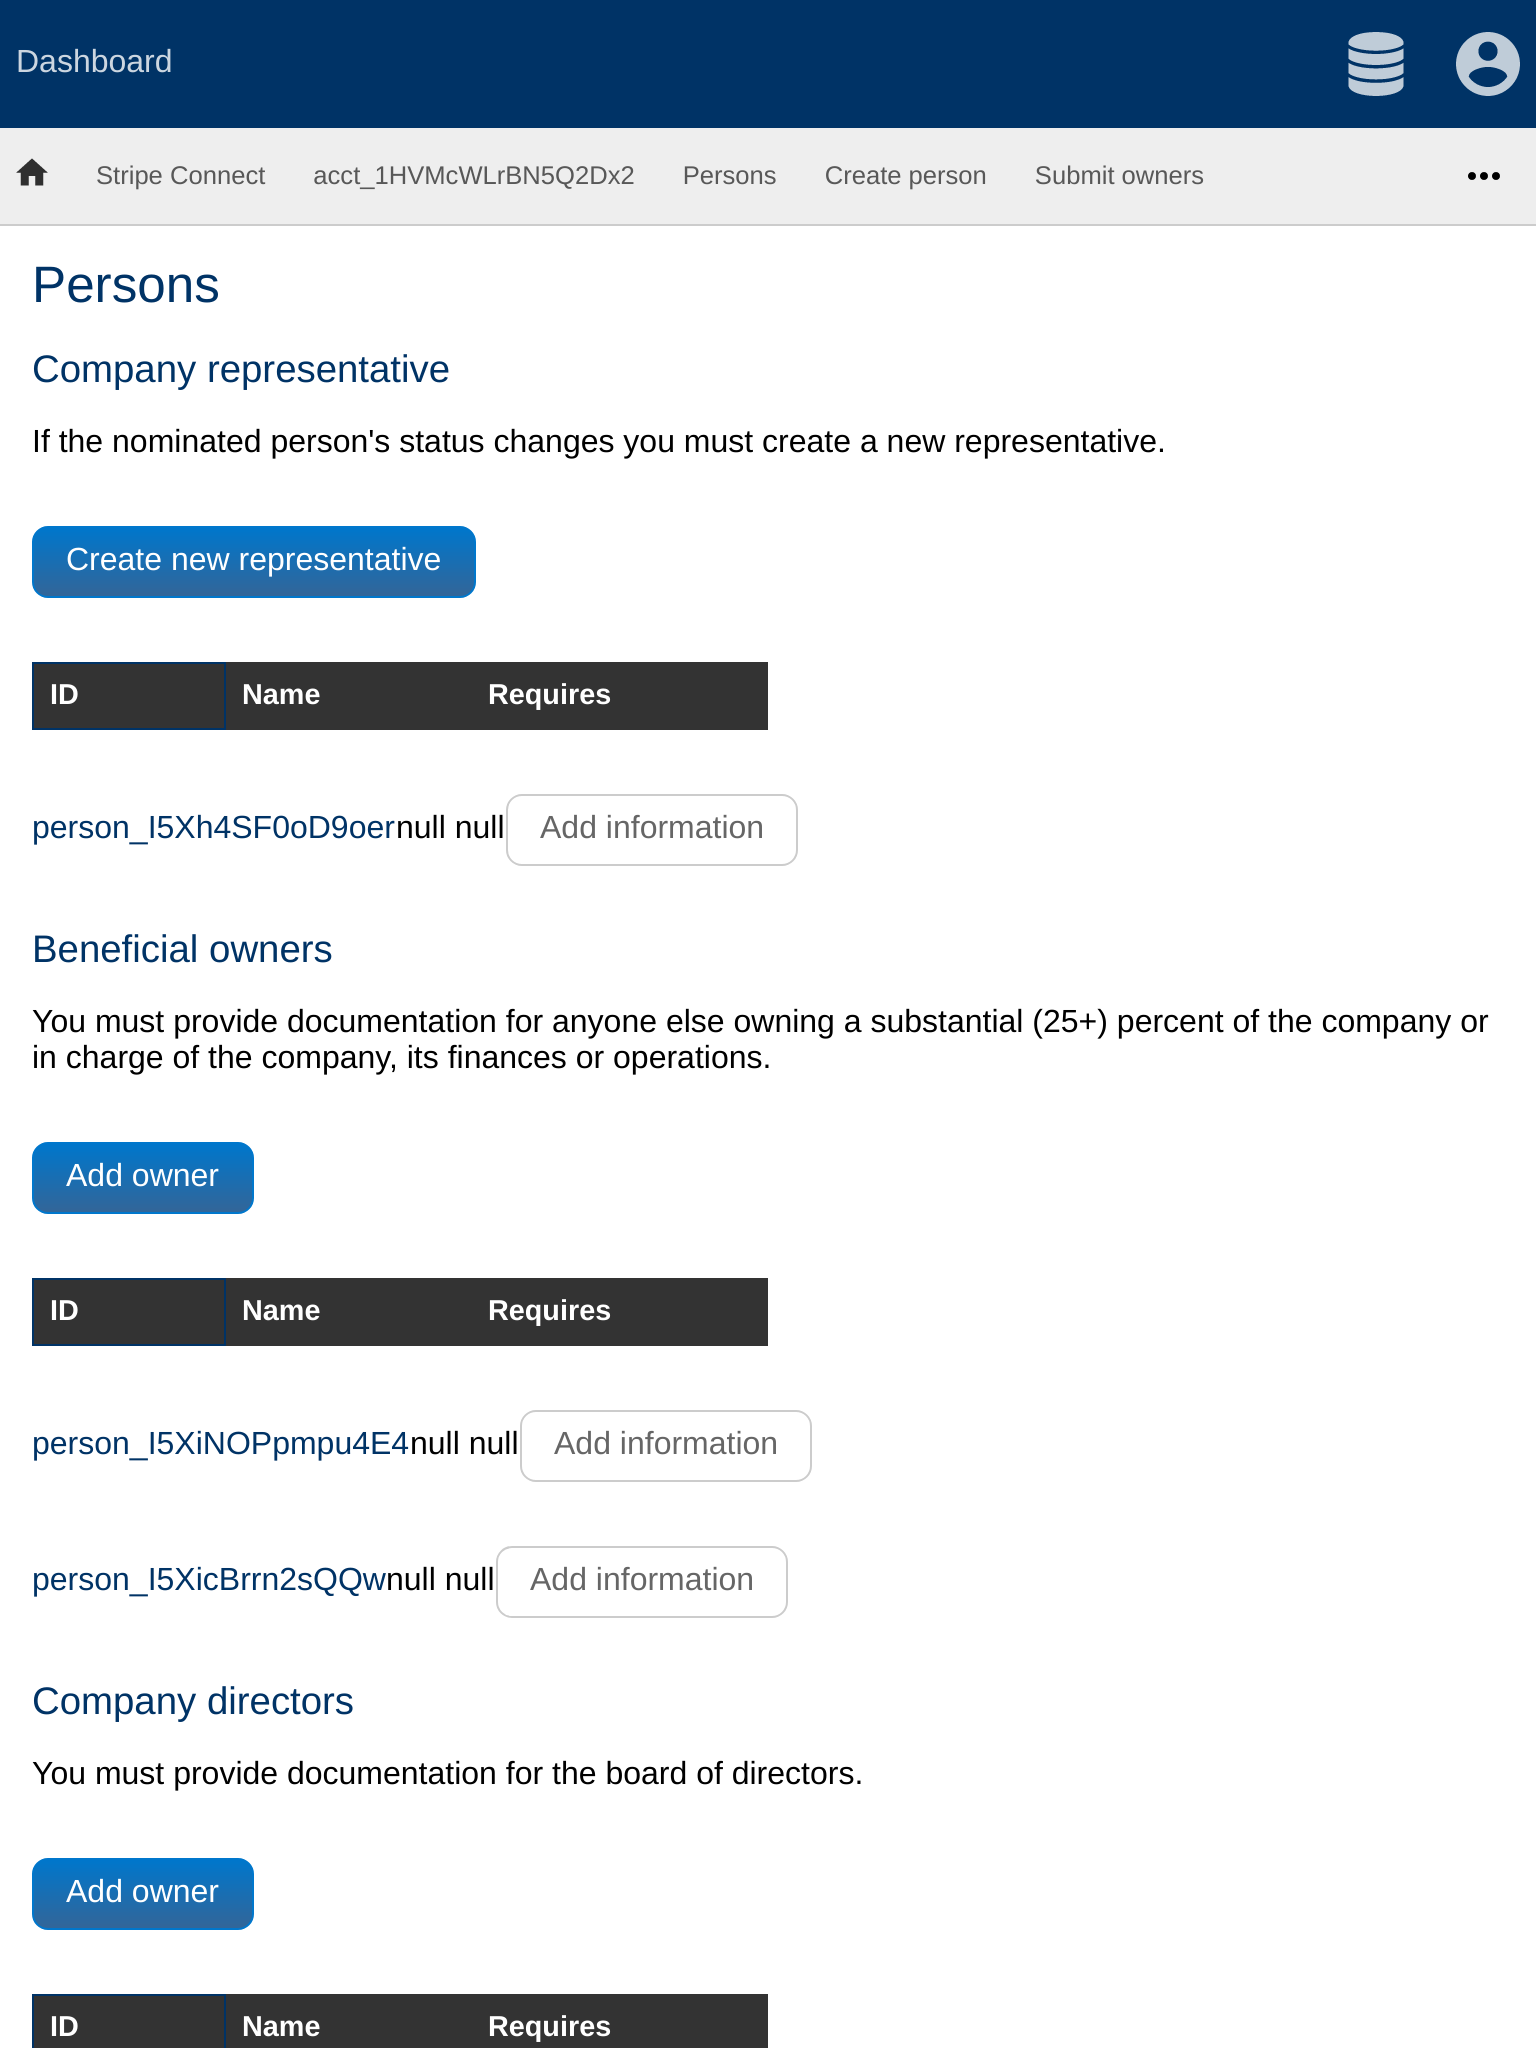 Dashboard
Stripe Connect acct_1HVMcWLrBN5Q2Dx2 Persons Create person Submit owners
Persons
Company representative
If the nominated person's status changes you must create a new representative.
Create new representative
ID Name Requires
person_I5Xh4SF0oD9oernull null Add information
Beneficial owners
You must provide documentation for anyone else owning a substantial (25+) percent of the company or
in charge of the company, its finances or operations.
Add owner
ID Name Requires
person_I5XiNOPpmpu4E4null null Add information
person_I5XicBrrn2sQQwnull null Add information
Company directors
You must provide documentation for the board of directors.
Add owner
ID Name Requires